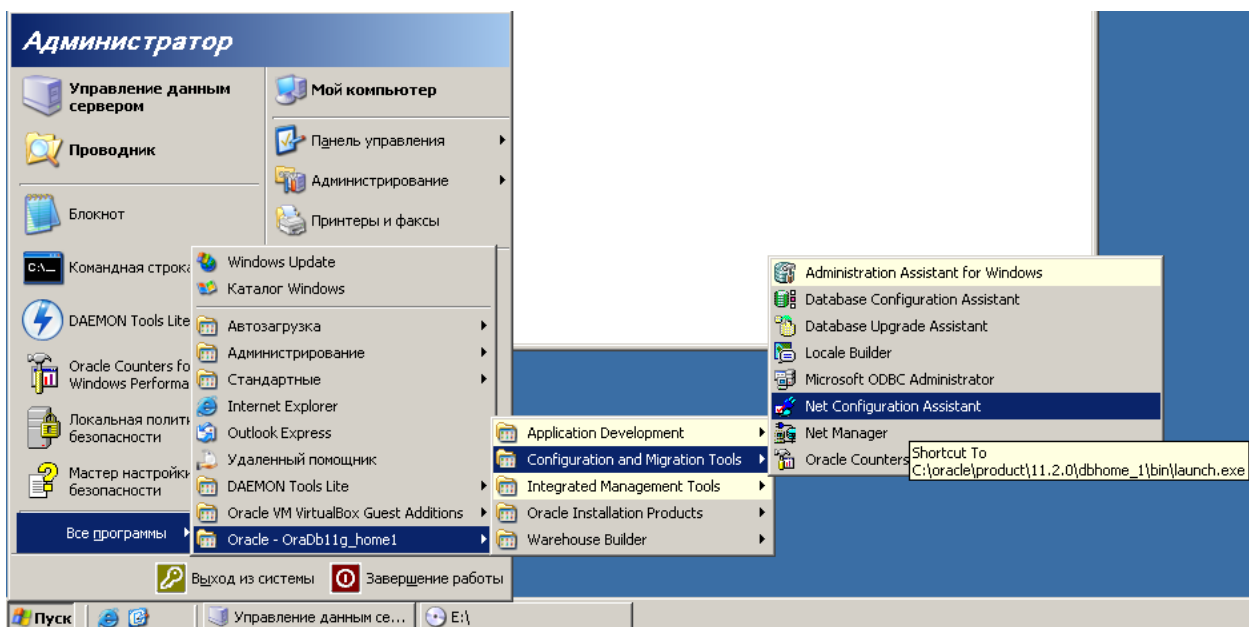 Администратор
Управление данным
сервером
Проводник
Блокнот
Командная строка
DAEMON Tools Lite
Oracle Counters fo
Windows Performa
Локальная полити
безопасности
Мастер настройки
безопасности
Все программы
Мой компьютер
Панель управления
Администрирование
Принтеры и факсы
Windows Update
Каталог Windows
Автозагрузка
Администрирование
Стандартные
Internet Explorer
Outlook Express
Удаленный помощник
DAEMON Tools Lite
Oracle VM VirtualBox Guest Additions
Oracle - OraDb11g_home1
Application Development
Configuration and Migration Tools
Integrated Management Tools
Oracle Installation Products
Warehouse Builder
Administration Assistant for Windows
Database Configuration Assistant
Database Upgrade Assistant
Locale Builder
Microsoft ODBC Administrator
Net Configuration Assistant
Net Manager
Oracle Counters
Shortcut To
C:\oracle\product\11.2.0\dbhome_1\bin\launch.exe
Выход из системы
Завершение работы
Пуск
Управление данным се...
E:\